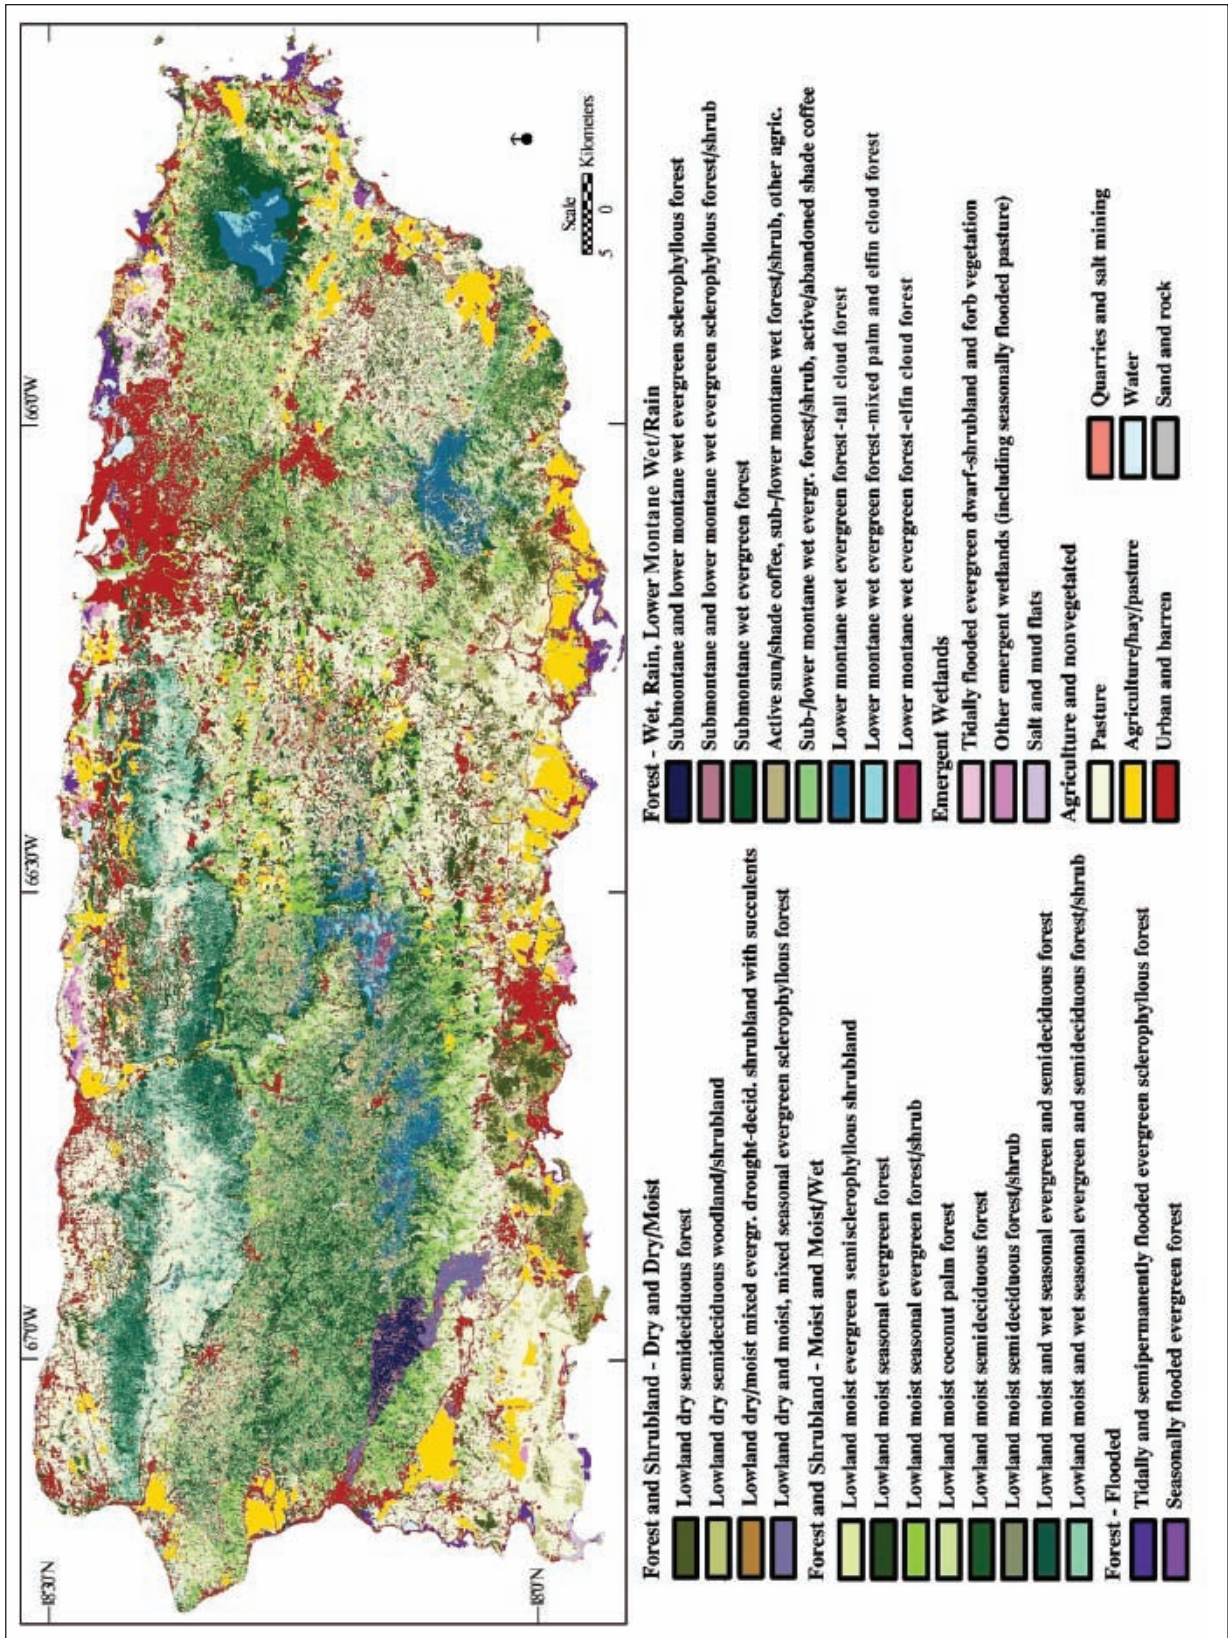 67°0'W
66°30'W
66°0'W
18°30'N
18°0'N
Scale
5 0
Kilometers
Forest and Shrubland - Dry and Dry/Moist
Lowland dry semideciduous forest
Lowland dry semideciduous woodland/shrubland
Lowland dry/moist mixed evergr. drought-decid. shrubland with succulents
Lowland dry and moist, mixed seasonal evergreen sclerophyllous forest
Forest and Shrubland - Moist and Moist/Wet
Lowland moist evergreen semisclerophyllous shrubland
Lowland moist seasonal evergreen forest
Lowland moist seasonal evergreen forest/shrub
Lowland moist coconut palm forest
Lowland moist semideciduous forest
Lowland moist semideciduous forest/shrub
Lowland moist and wet seasonal evergreen and semideciduous forest
Lowland moist and wet seasonal evergreen and semideciduous forest/shrub
Forest - Flooded
Tidally and semipermanently flooded evergreen sclerophyllous forest
Seasonally flooded evergreen forest
Forest - Wet, Rain, Lower Montane Wet/Rain
Submontane and lower montane wet evergreen sclerophyllous forest
Submontane and lower montane wet evergreen sclerophyllous forest/shrub
Submontane wet evergreen forest
Active sun/shade coffee, sub-/lower montane wet forest/shrub, other agric.
Sub-/lower montane wet evergr. forest/shrub, active/abandoned shade coffee
Lower montane wet evergreen forest-tall cloud forest
Lower montane wet evergreen forest-mixed palm and elfin cloud forest
Lower montane wet evergreen forest-elfin cloud forest
Emergent Wetlands
Tidally flooded evergreen dwarf-shrubland and forb vegetation
Other emergent wetlands (including seasonally flooded pasture)
Salt and mud flats
Agriculture and nonvegetated
Pasture
Agriculture/hay/pasture
Urban and barren
Quarries and salt mining
Water
Sand and rock